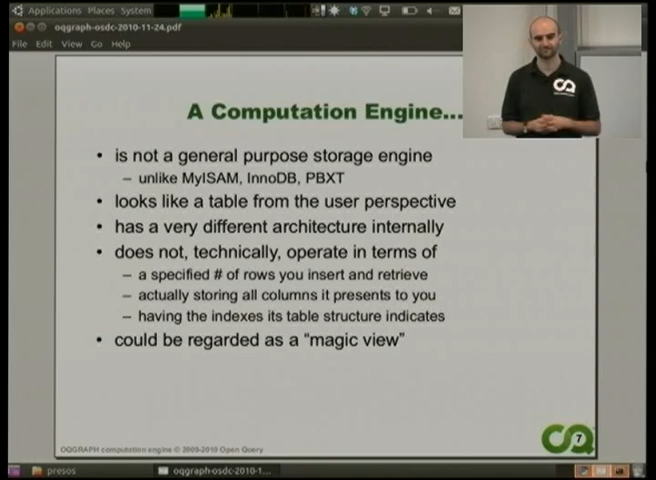 Applications Places System
oqgraph-osdc-2010-11-24.pdf
File Edit View Go Help
A Computation Engine...
• is not a general purpose storage engine
– unlike MyISAM, InnoDB, PBXT
• looks like a table from the user perspective
• has a very different architecture internally
• does not, technically, operate in terms of
– a specified # of rows you insert and retrieve
– actually storing all columns it presents to you
– having the indexes its table structure indicates
• could be regarded as a “magic view”
OQGRAPH computation engine © 2009-2010 Open Query
7
presos
oqgraph-osdc-2010-1...